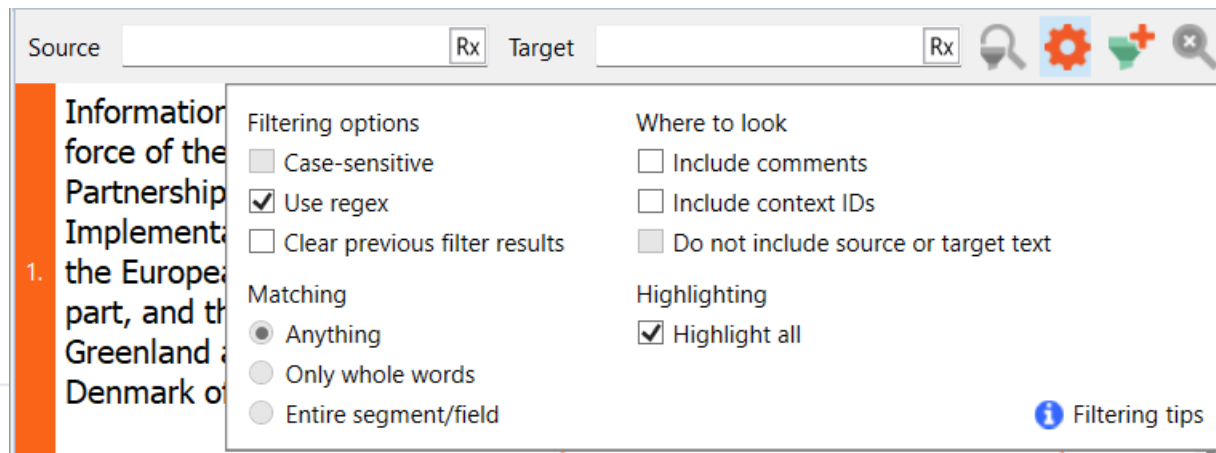 Source Rx Target Rx
Information
force of the
Partnership
Implementa
1. the Europea
part, and th
Greenland a
Denmark of
Filtering options
Case-sensitive
Use regex
Clear previous filter results
Matching
Anything
Only whole words
Entire segment/field
Where to look
Include comments
Include context IDs
Do not include source or target text
Highlighting
Highlight all
Filtering tips